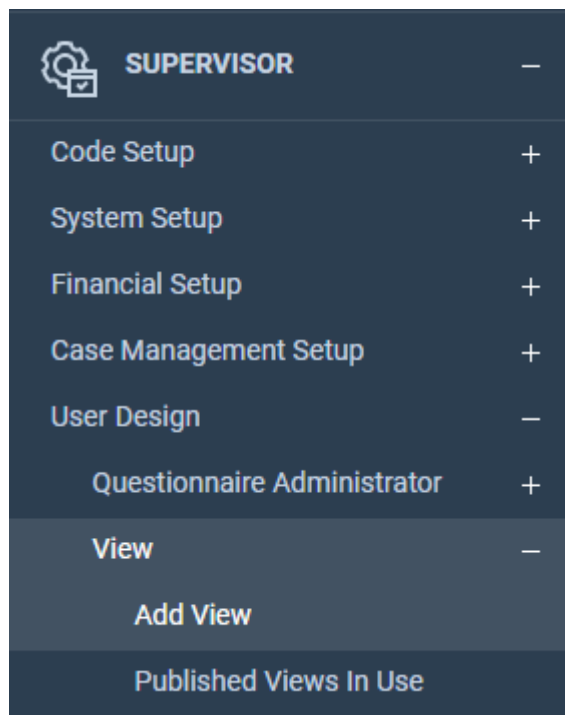 SUPERVISOR –
Code Setup +
System Setup +
Financial Setup +
Case Management Setup +
User Design –
Questionnaire Administrator +
View –
Add View
Published Views In Use